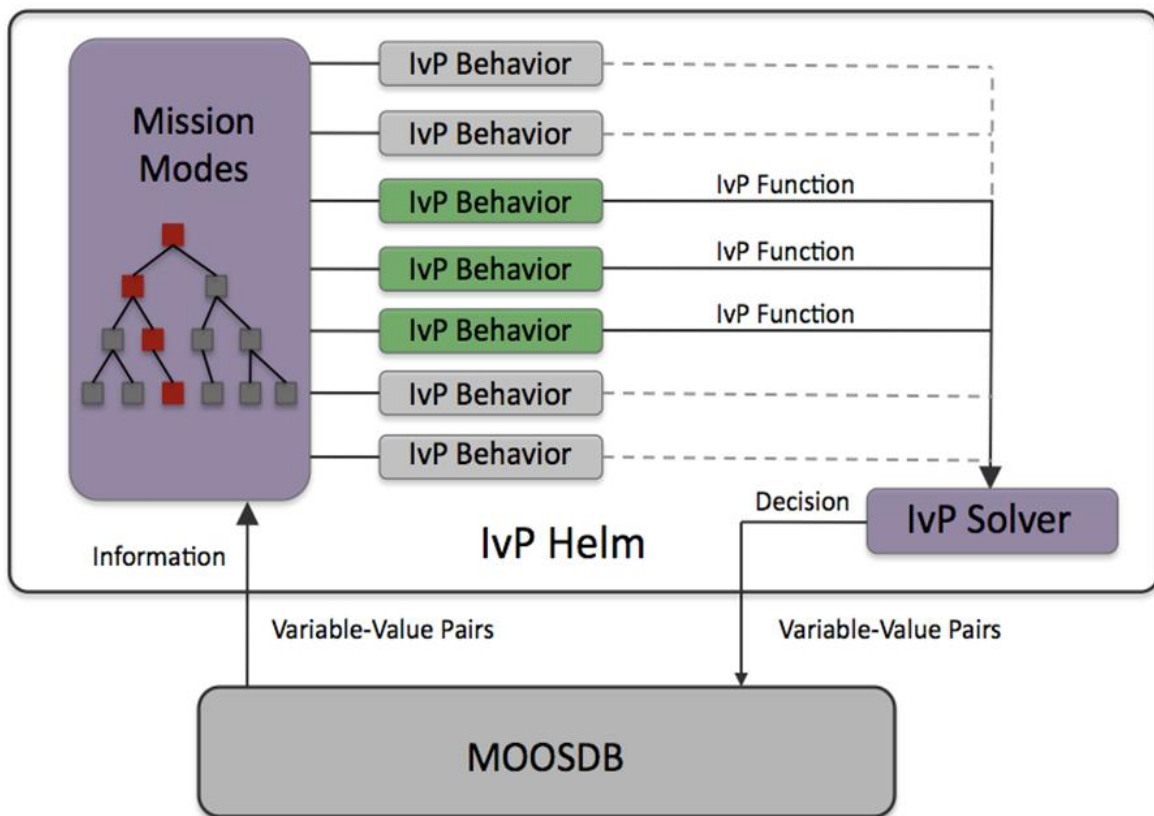 Mission
Modes
IvP Behavior
IvP Behavior
IvP Behavior
IvP Function
IvP Behavior
IvP Function
IvP Behavior
IvP Function
IvP Behavior
IvP Behavior
Decision
IvP Solver
IvP Helm
Information
Variable-Value Pairs
Variable-Value Pairs
MOOSDB